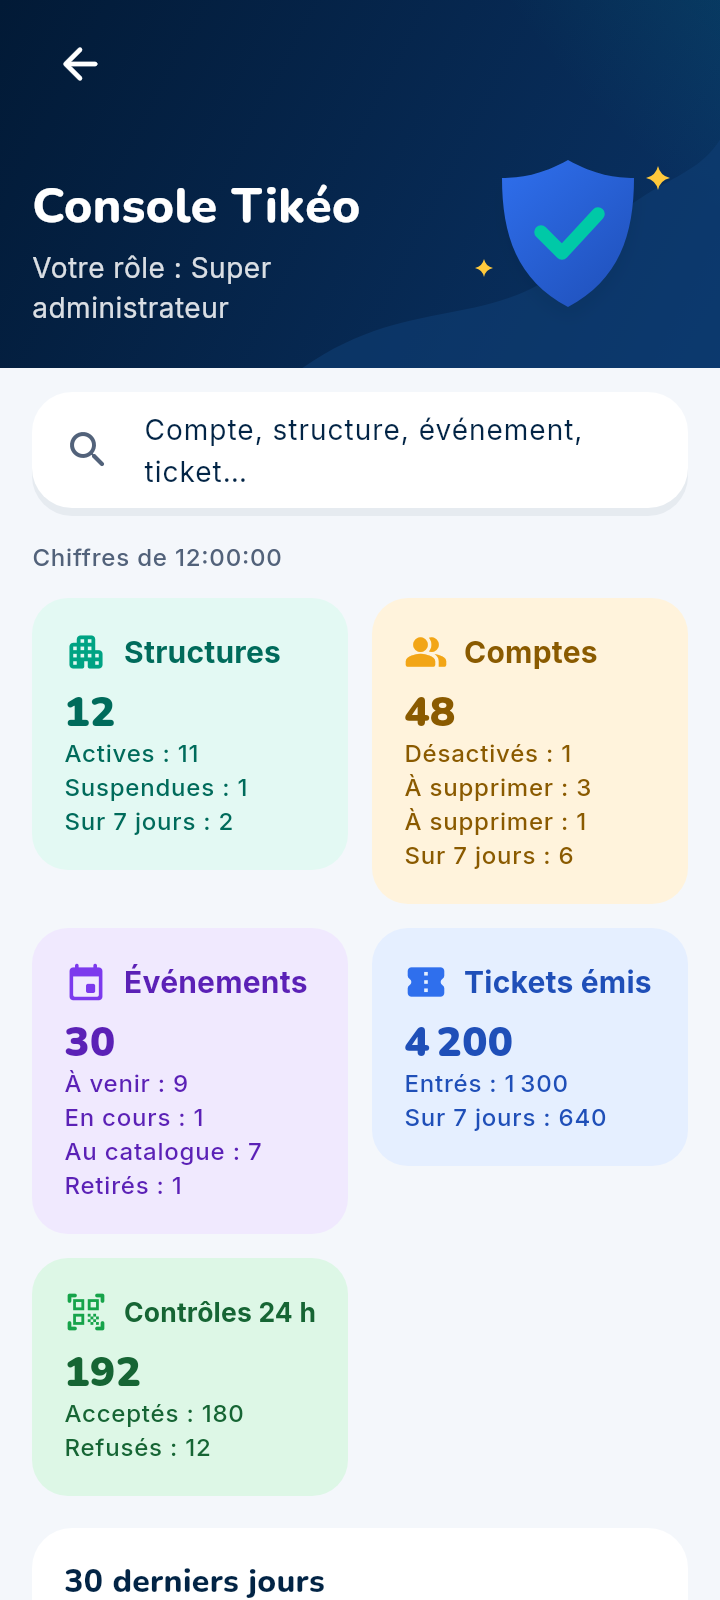 Console Tikéo
Votre rôle : Super
administrateur
Compte, structure, événement,
ticket...
Chiffres de 12:00:00
Structures
12
Actives : 11
Suspendues : 1
Sur 7 jours : 2
Comptes
48
Désactivés : 1
À supprimer : 3
À supprimer : 1
Sur 7 jours : 6
Événements
30
À venir : 9
En cours : 1
Au catalogue : 7
Retirés : 1
Tickets émis
4 200
Entrés : 1 300
Sur 7 jours : 640
Contrôles 24 h
192
Acceptés : 180
Refusés : 12
30 derniers jours